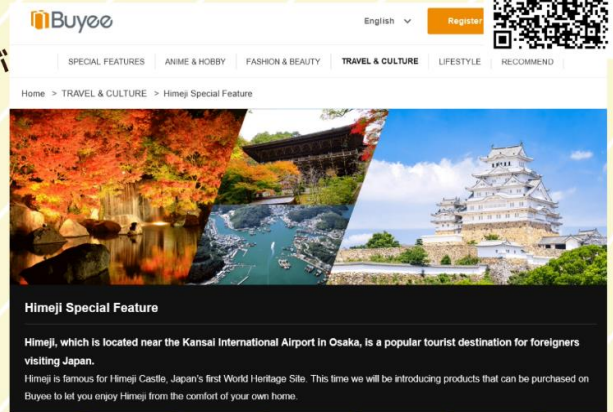 Buyee
English
Register
SPECIAL FEATURES
ANIME & HOBBY
FASHION & BEAUTY
TRAVEL & CULTURE
LIFESTYLE
RECOMMEND
Home > TRAVEL & CULTURE > Himeji Special Feature
Himeji Special Feature
Himeji, which is located near the Kansai International Airport in Osaka, is a popular tourist destination for foreigners
visiting Japan.
Himeji is famous for Himeji Castle, Japan's first World Heritage Site. This time we will be introducing products that can be purchased on
Buyee to let you enjoy Himeji from the comfort of your own home.